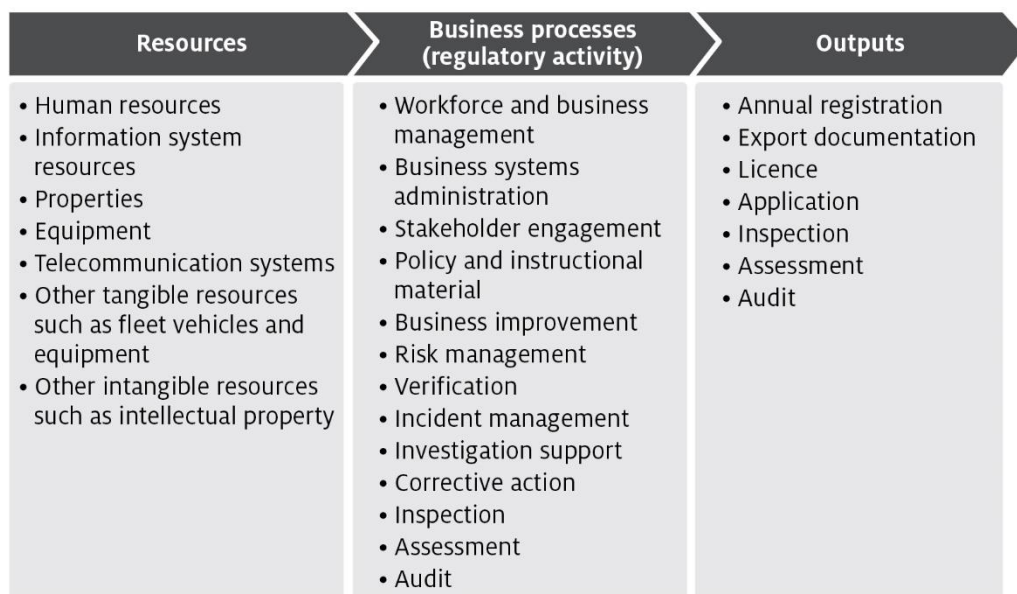 Resources
Business processes
(regulatory activity)
Outputs
• Human resources
• Information system
resources
• Properties
• Equipment
• Telecommunication systems
• Other tangible resources
such as fleet vehicles and
equipment
• Other intangible resources
such as intellectual property
• Workforce and business
management
• Business systems
administration
• Stakeholder engagement
• Policy and instructional
material
• Business improvement
• Risk management
• Verification
• Incident management
• Investigation support
• Corrective action
• Inspection
• Assessment
• Audit
• Annual registration
• Export documentation
• Licence
• Application
• Inspection
• Assessment
• Audit